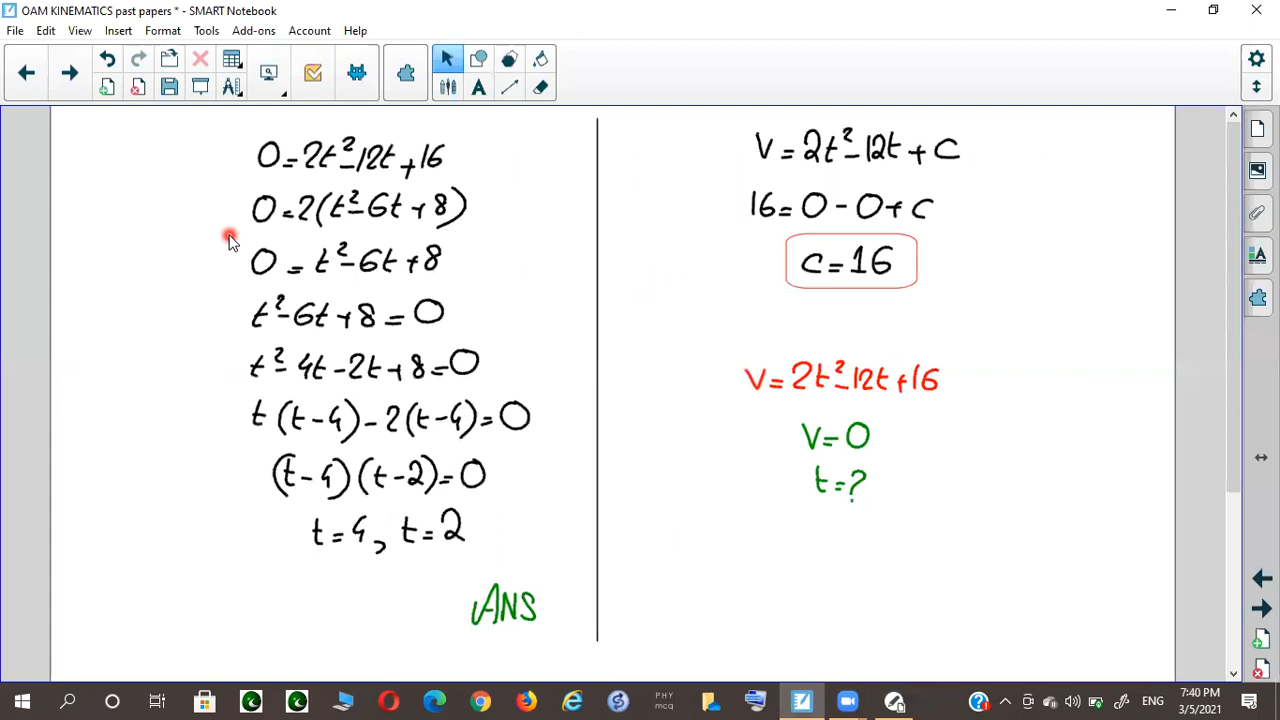 OAM KINEMATICS past papers * - SMART Notebook
File Edit View Insert Format Tools Add-ons Account Help
0=2t²-12t+16
0=2(t²-6t+8)
0=t²-6t+8
t²-6t+8=0
t²-4t-2t+8=0
t(t-4)-2(t-4)=0
(t-4)(t-2)=0
t=4, t=2
ANS
V=2t²-12t+c
16=0-0+c
c=16
V=2t²-12t+16
V=0
t=?
PHY
mcq
ENG
7:40 PM
3/5/2021